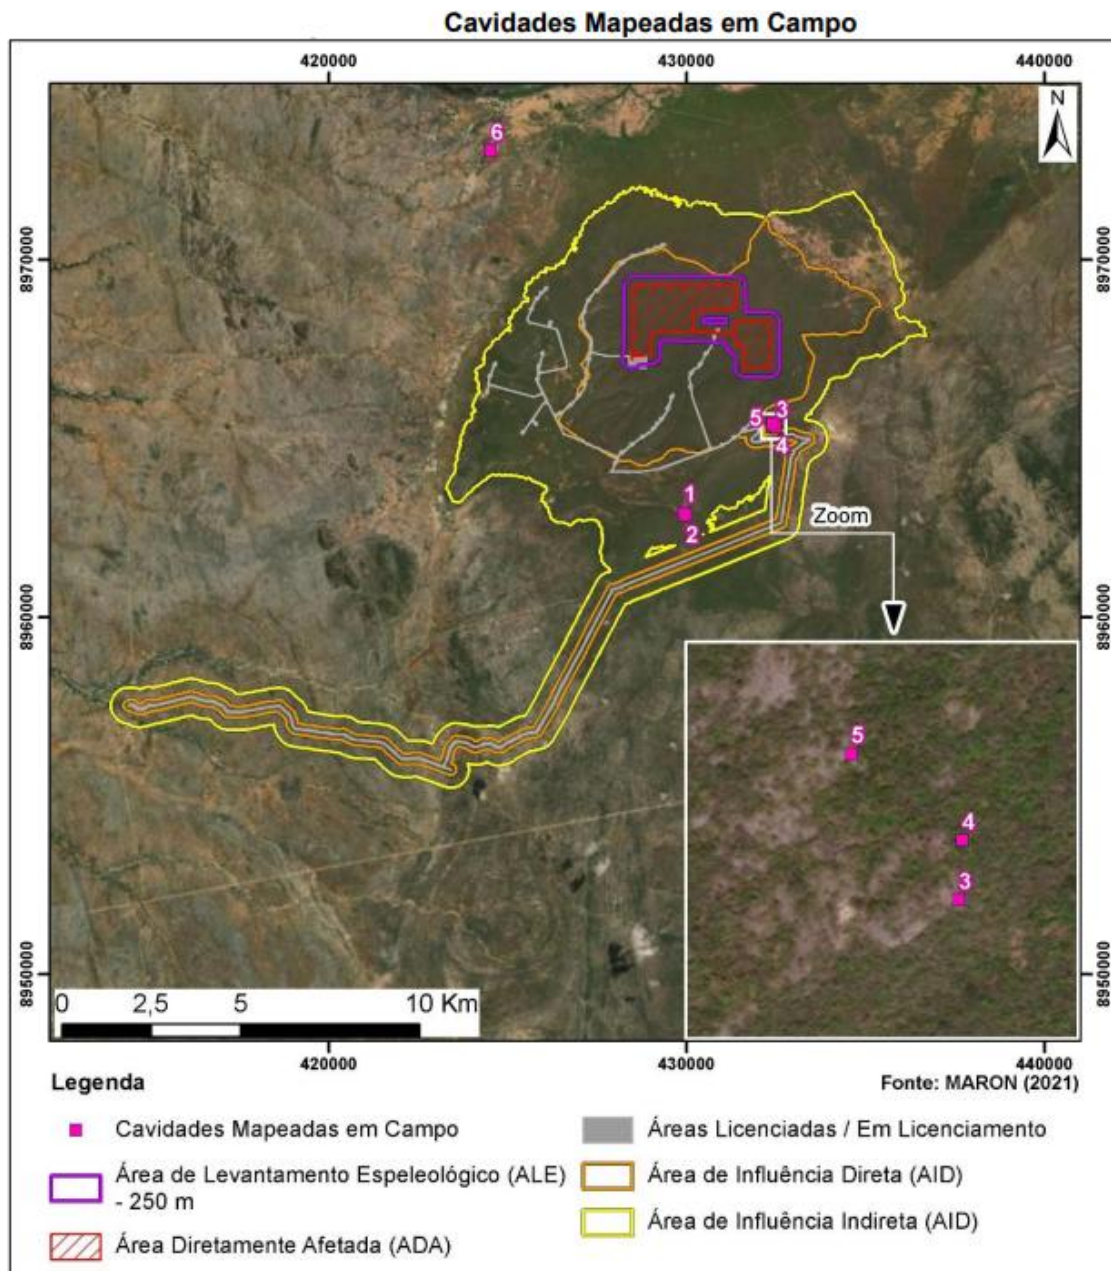 Cavidades Mapeadas em Campo
420000
430000
440000
N
6
8970000
8970000
5
3
4
1
2
Zoom
8960000
8960000
5
4
3
8950000
8950000
0
2,5
5
10 Km
420000
430000
440000
Legenda
Fonte: MARON (2021)
Cavidades Mapeadas em Campo
Área de Levantamento Espeleológico (ALE)
- 250 m
Área Diretamente Afetada (ADA)
Áreas Licenciadas / Em Licenciamento
Área de Influência Direta (AID)
Área de Influência Indireta (AID)